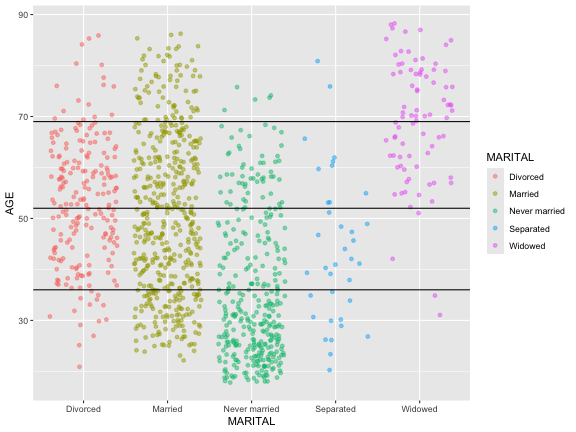 90
70
50
30
AGE
Divorced Married Never married Separated Widowed
MARITAL
MARITAL
Divorced
Married
Never married
Separated
Widowed